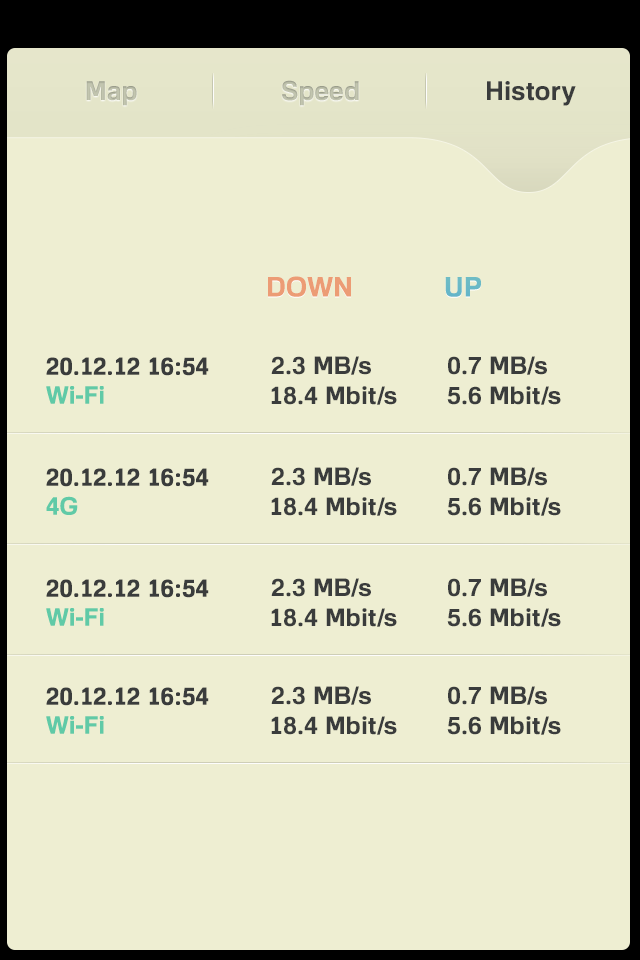 Map Speed History
DOWN UP
20.12.12 16:54 2.3 MB/s 0.7 MB/s
Wi-Fi 18.4 Mbit/s 5.6 Mbit/s
20.12.12 16:54 2.3 MB/s 0.7 MB/s
4G 18.4 Mbit/s 5.6 Mbit/s
20.12.12 16:54 2.3 MB/s 0.7 MB/s
Wi-Fi 18.4 Mbit/s 5.6 Mbit/s
20.12.12 16:54 2.3 MB/s 0.7 MB/s
Wi-Fi 18.4 Mbit/s 5.6 Mbit/s